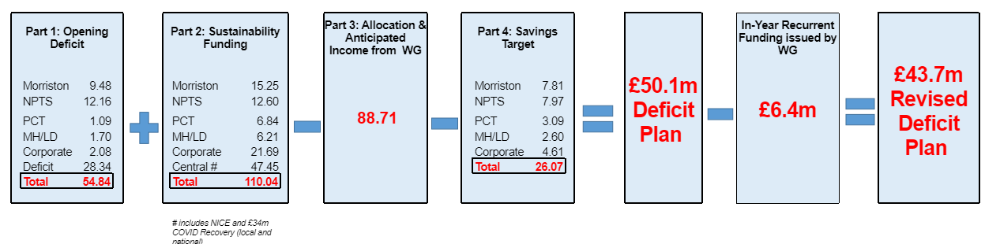 Part 1: Opening
Deficit
Morriston 9.48
NPTS 12.16
PCT 1.09
MH/LD 1.70
Corporate 2.08
Deficit 28.34
Total 54.84
Part 2: Sustainability
Funding
Morriston 15.25
NPTS 12.60
PCT 6.84
MH/LD 6.21
Corporate 21.69
Central # 47.45
Total 110.04
# includes NICE and £34m
COVID Recovery (local and
national)
Part 3: Allocation &
Anticipated
Income from WG
88.71
Part 4: Savings
Target
Morriston 7.81
NPTS 7.97
PCT 3.09
MH/LD 2.60
Corporate 4.61
Total 26.07
£50.1m
Deficit
Plan
In-Year Recurrent
Funding issued by
WG
£6.4m
£43.7m
Revised
Deficit
Plan